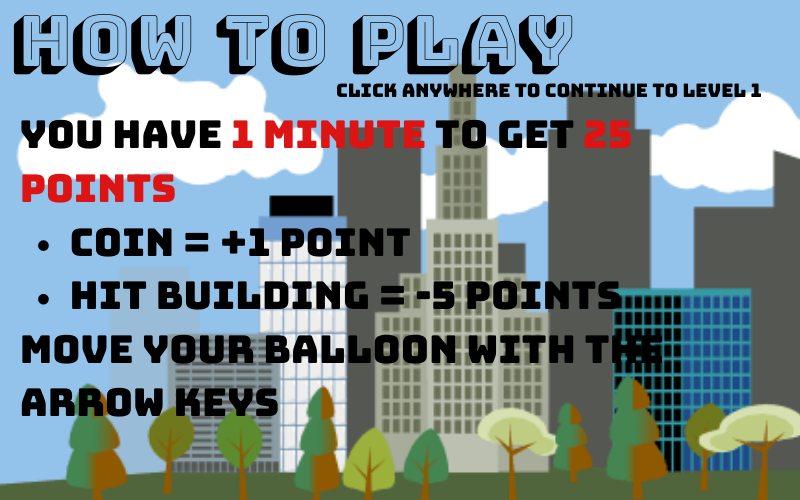 HOW TO PLAY
CLICK ANYWHERE TO CONTINUE TO LEVEL 1
YOU HAVE 1 MINUTE TO GET 25
POINTS
• COIN = +1 POINT
• HIT BUILDING = -5 POINTS
MOVE YOUR BALLOON WITH THE
ARROW KEYS